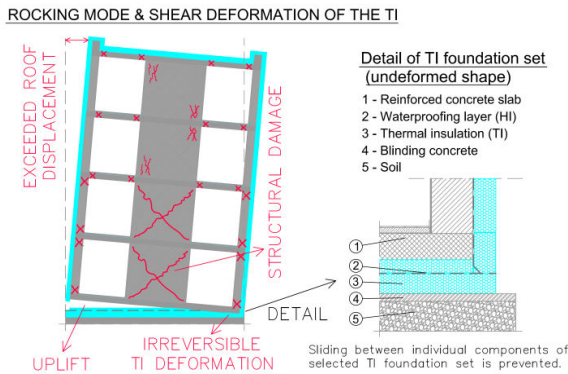 ROCKING MODE & SHEAR DEFORMATION OF THE TI
EXCEEDED ROOF
DISPLACEMENT
STRUCTURAL DAMAGE
UPLIFT
IRREVERSIBLE
TI DEFORMATION
DETAIL
Detail of TI foundation set
(undeformed shape)
1 - Reinforced concrete slab
2 - Waterproofing layer (HI)
3 - Thermal insulation (TI)
4 - Blinding concrete
5 - Soil
1
2
3
4
5
Sliding between individual components of
selected TI foundation set is prevented.